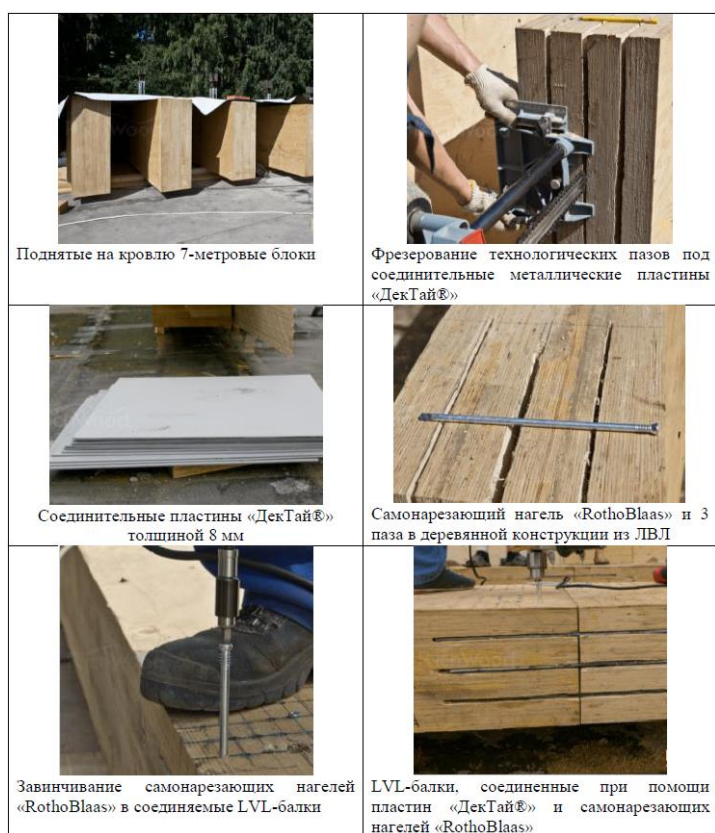 Поднятые на кровлю 7-метровые блоки
Фрезерование технологических пазов под
соединительные металлические пластины
«ДекТай®»
Соединительные пластины «ДекТай®»
толщиной 8 мм
Самонарезающий нагель «RothoBlaas» и 3
паза в деревянной конструкции из ЛВЛ
Завинчивание самонарезающих нагелей
«RothoBlaas» в соединяемые LVL-балки
LVL-балки, соединенные при помощи
пластин «ДекТай®» и самонарезающих
нагелей «RothoBlaas»